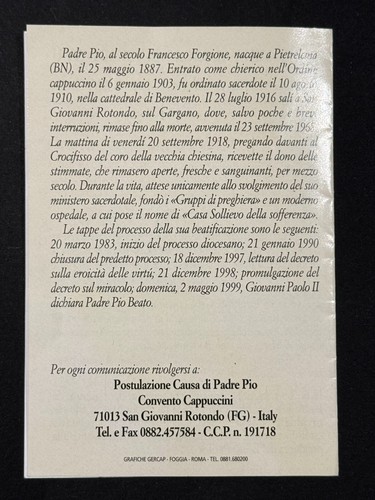 Padre Pio, al secolo Francesco Forgione, nacque a Pietrelcina
(BN), il 25 maggio 1887. Entrato come chierico nell'Ordine
cappuccino il 6 gennaio 1903, fu ordinato sacerdote il 10 agosto
1910, nella cattedrale di Benevento. Il 28 luglio 1916 salì a San
Giovanni Rotondo, sul Gargano, dove, salvo poche e brevi
interruzioni, rimase fino alla morte, avvenuta il 23 settembre 1968.
La mattina di venerdì 20 settembre 1918, pregando davanti al
Crocifisso del coro della vecchia chiesina, ricevette il dono delle
stimmate, che rimasero aperte, fresche e sanguinanti, per mezzo
secolo. Durante la vita, attese unicamente allo svolgimento del suo
ministero sacerdotale, fondò i «Gruppi di preghiera» e un moderno
ospedale, a cui pose il nome di «Casa Sollievo della sofferenza».
Le tappe del processo della sua beatificazione sono le seguenti:
20 marzo 1983, inizio del processo diocesano; 21 gennaio 1990
chiusura del predetto processo; 18 dicembre 1997, lettura del decreto
sulla eroicità delle virtú; 21 dicembre 1998; promulgazione del
decreto sul miracolo; domenica, 2 maggio 1999, Giovanni Paolo II
dichiara Padre Pio Beato.
Per ogni comunicazione rivolgersi a:
Postulazione Causa di Padre Pio
Convento Cappuccini
71013 San Giovanni Rotondo (FG) - Italy
Tel. e Fax 0882.457584 - C.C.P. n. 191718
GRAFICHE GERCAP - FOGGIA - ROMA - TEL. 0881.680206